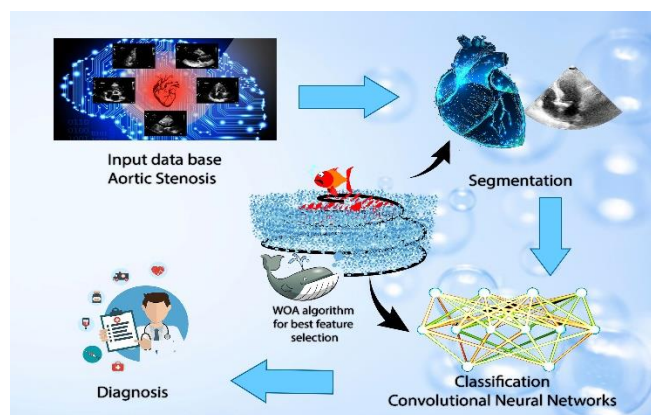 Input data base
Aortic Stenosis
Segmentation
WOA algorithm
for best feature
selection
Classification
Convolutional Neural Networks
Diagnosis